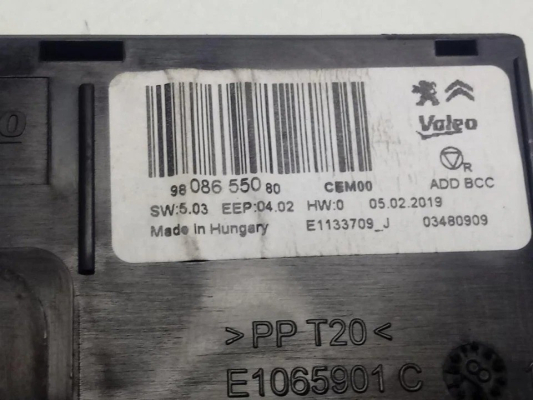 Valeo
98 086 550 80 CEM00
R
ADD BCC
SW:5.03 EEP:04.02 HW:0 05.02.2019
Made in Hungary E1133709_J 03480909
>PP T20<
E1065901 C